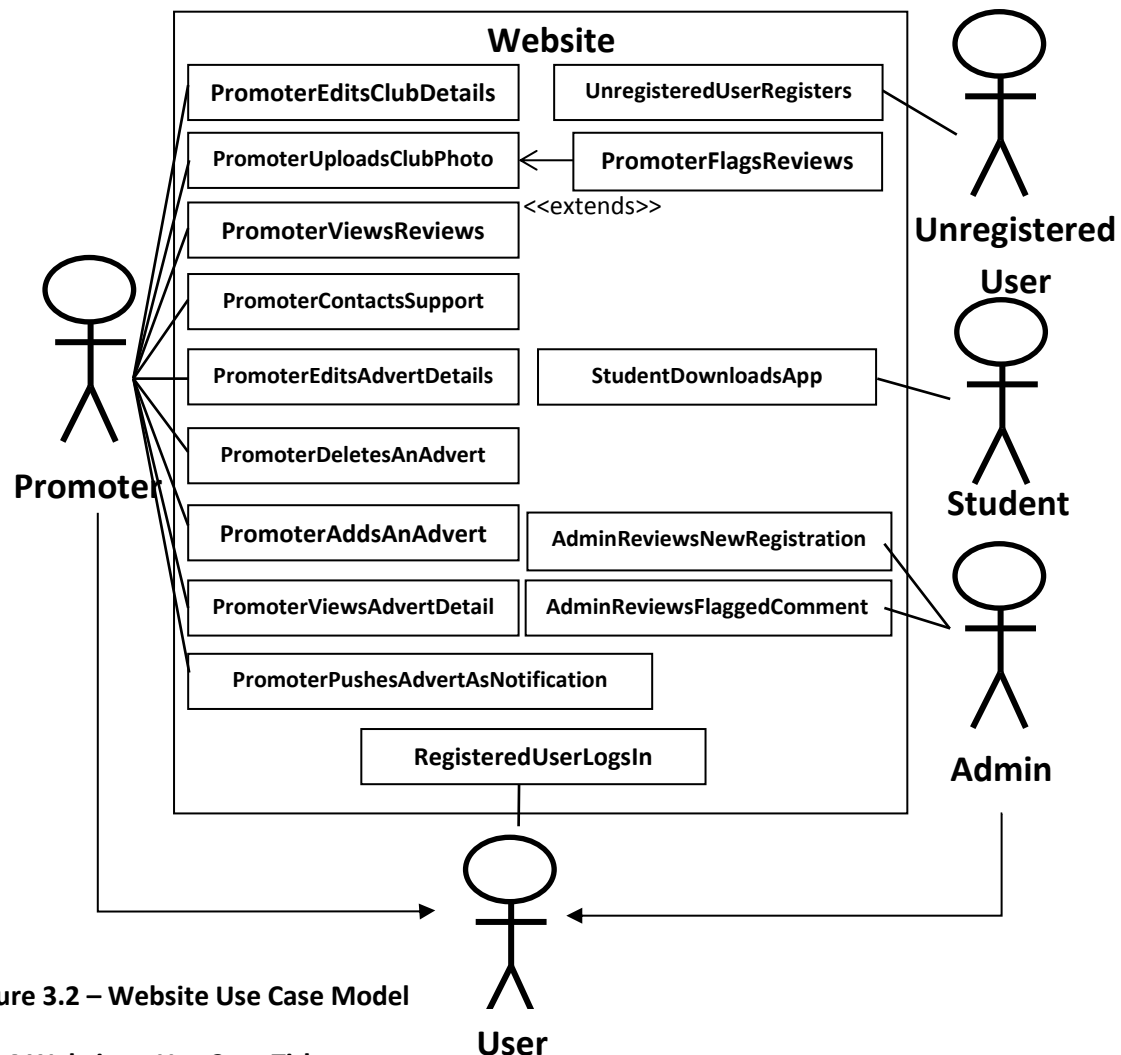 Website
PromoterEditsClubDetails
UnregisteredUserRegisters
PromoterUploadsClubPhoto
PromoterFlagsReviews
<<extends>>
PromoterViewsReviews
Unregistered
User
PromoterContactsSupport
PromoterEditsAdvertDetails
StudentDownloadsApp
PromoterDeletesAnAdvert
Promoter
Student
PromoterAddsAnAdvert
AdminReviewsNewRegistration
PromoterViewsAdvertDetail
AdminReviewsFlaggedComment
PromoterPushesAdvertAsNotification
RegisteredUserLogsIn
Admin
ure 3.2 – Website Use Case Model
User